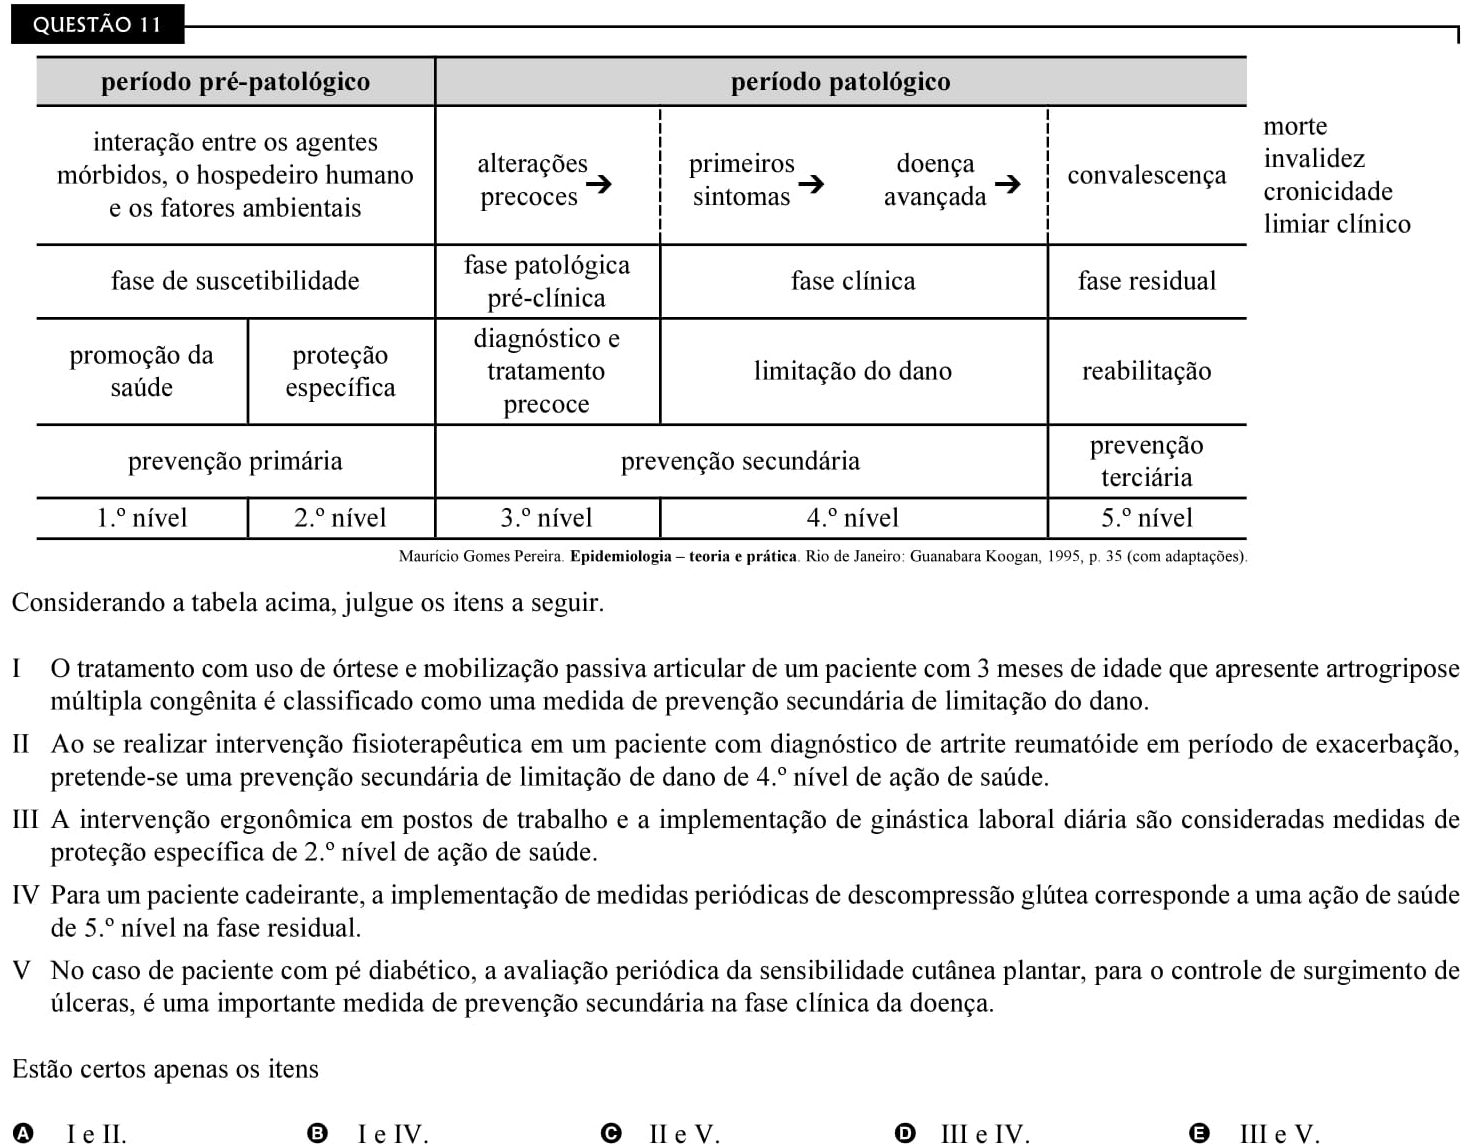 QUESTÃO 11
período pré-patológico
período patológico
interação entre os agentes
mórbidos, o hospedeiro humano
e os fatores ambientais
alterações
precoces →
primeiros
sintomas →
doença
avançada →
convalescença
morte
invalidez
cronicidade
limiar clínico
fase de suscetibilidade
fase patológica
pré-clínica
fase clínica
fase residual
promoção da
saúde
proteção
específica
diagnóstico e
tratamento
precoce
limitação do dano
reabilitação
prevenção primária
prevenção secundária
prevenção
terciária
1.º nível
2.º nível
3.º nível
4.º nível
5.º nível
Maurício Gomes Pereira. Epidemiologia – teoria e prática. Rio de Janeiro: Guanabara Koogan, 1995, p. 35 (com adaptações).
Considerando a tabela acima, julgue os itens a seguir.
I O tratamento com uso de órtese e mobilização passiva articular de um paciente com 3 meses de idade que apresente artrogripose
múltipla congênita é classificado como uma medida de prevenção secundária de limitação do dano.
II Ao se realizar intervenção fisioterapêutica em um paciente com diagnóstico de artrite reumatóide em período de exacerbação,
pretende-se uma prevenção secundária de limitação de dano de 4.º nível de ação de saúde.
III A intervenção ergonômica em postos de trabalho e a implementação de ginástica laboral diária são consideradas medidas de
proteção específica de 2.º nível de ação de saúde.
IV Para um paciente cadeirante, a implementação de medidas periódicas de descompressão glútea corresponde a uma ação de saúde
de 5.º nível na fase residual.
V No caso de paciente com pé diabético, a avaliação periódica da sensibilidade cutânea plantar, para o controle de surgimento de
úlceras, é uma importante medida de prevenção secundária na fase clínica da doença.
Estão certos apenas os itens
A I e II.
B I e IV.
C II e V.
D III e IV.
E III e V.